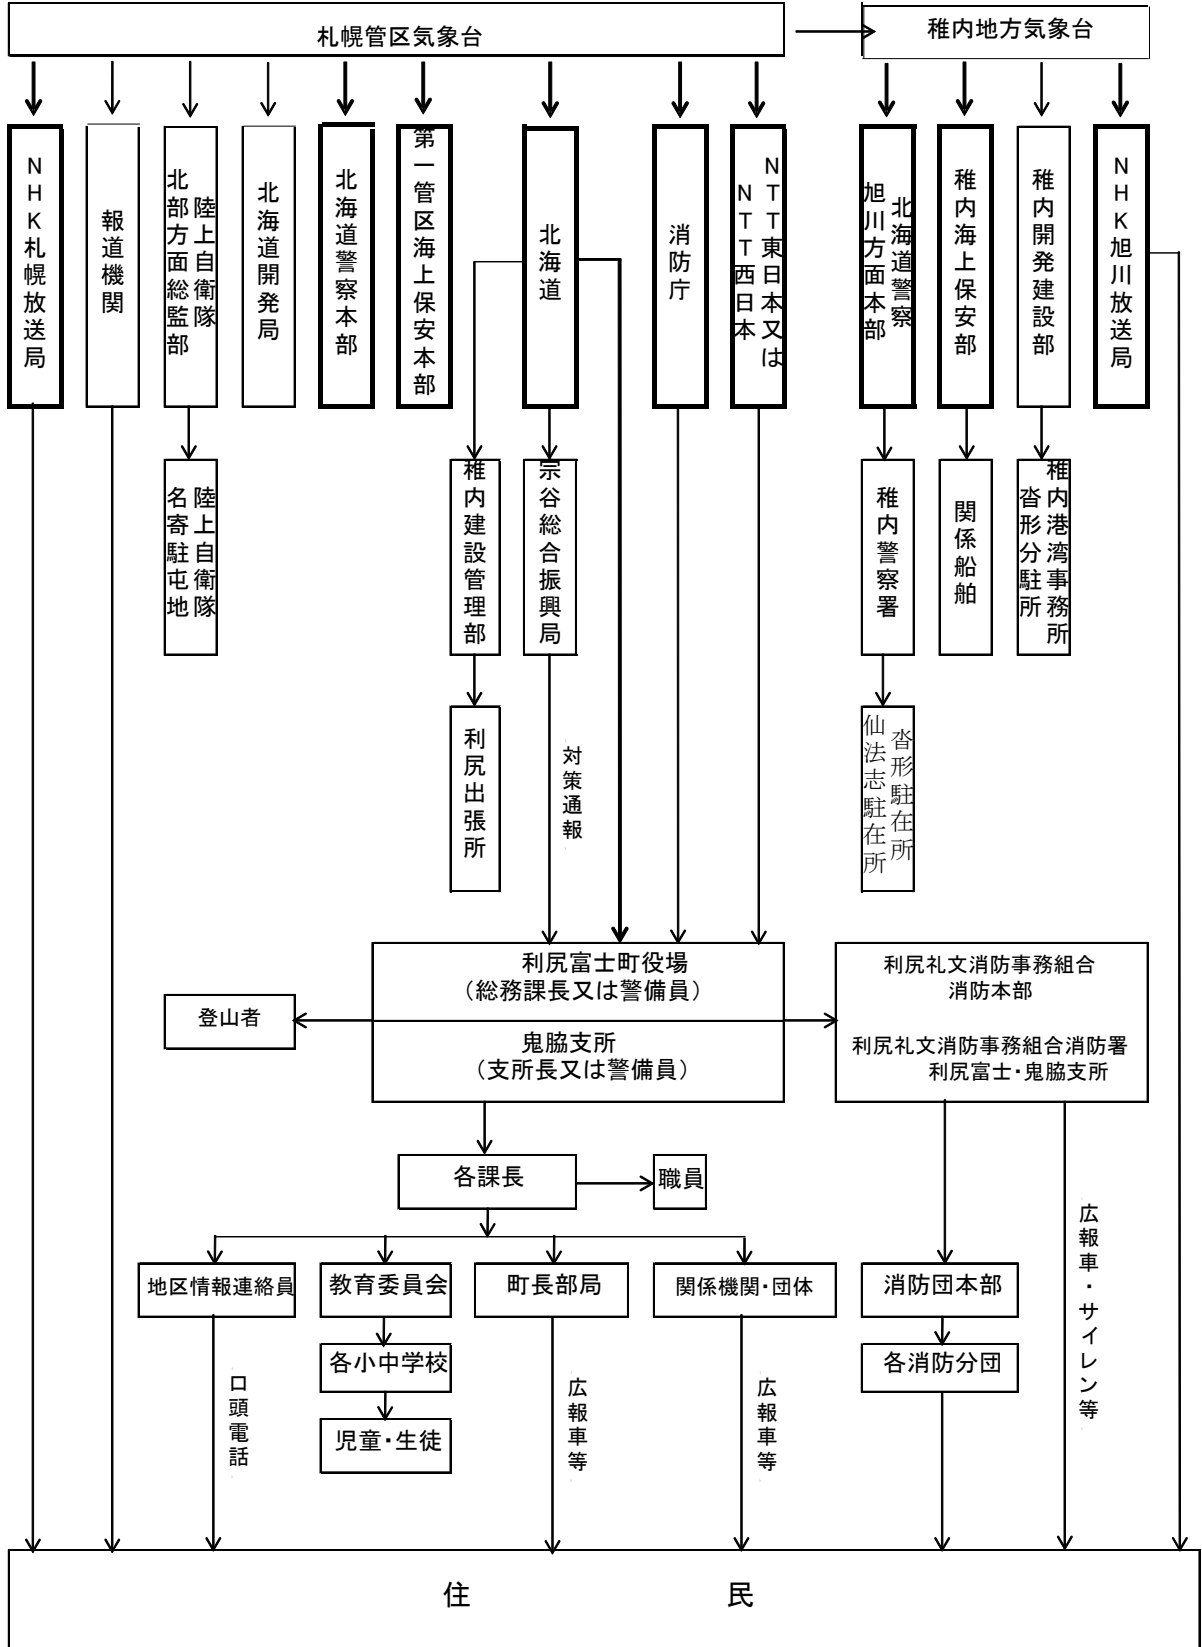 札幌管区気象台
稚内地方気象台
NHK札幌放送局
報道機関
陸上自衛隊
北部方面総監部
北海道開発局
北海道警察本部
第一管区海上保安本部
北海道
消防庁
NTT東日本又は
NTT西日本
北海道警察
旭川方面本部
稚内海上保安部
稚内開発建設部
NHK旭川放送局
陸上自衛隊
名寄駐屯地
稚内建設管理部
宗谷総合振興局
稚内警察署
関係船舶
稚内港湾事務所
沓形分駐所
利尻出張所
対策通報
沓形駐在所
仙法志駐在所
利尻富士町役場
(総務課長又は警備員)
鬼脇支所
(支所長又は警備員)
登山者
利尻礼文消防事務組合
消防本部
利尻礼文消防事務組合消防署
利尻富士・鬼脇支所
各課長
職員
地区情報連絡員
教育委員会
町長部局
関係機関・団体
消防団本部
各小中学校
各消防分団
児童・生徒
口頭電話
広報車等
広報車等
広報車・サイレン等
住民